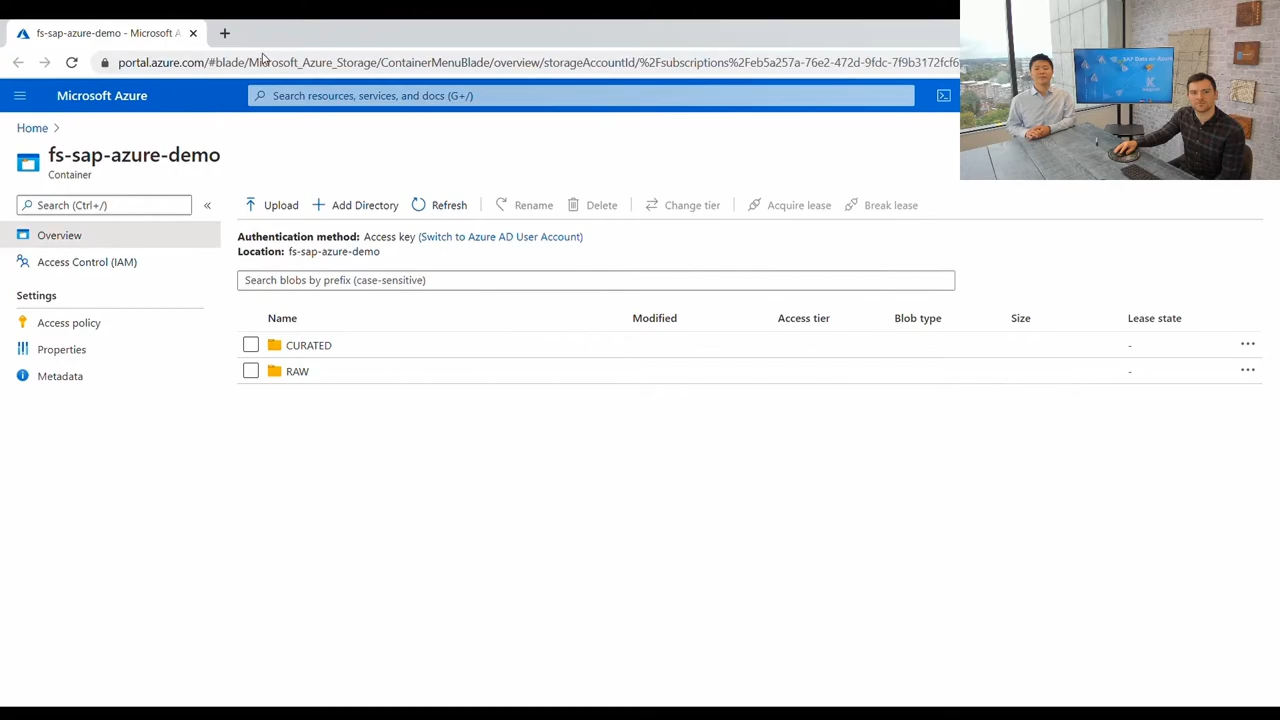 fs-sap-azure-demo - Microsoft A
portal.azure.com/#blade/Microsoft_Azure_Storage/ContainerMenuBlade/overview/storageAccountId/%2Fsubscriptions%2Feb5a257a-76e2-472d-
Microsoft Azure
Search resources, services, and docs (G+/)
SAP Data on Azure
Home
fs-sap-azure-demo
Container
Search (Ctrl+/)
«
Upload Add Directory Refresh Rename Delete Change tier Acquire lease Break lease
Overview
Access Control (IAM)
Settings
Access policy
Properties
Metadata
Authentication method: Access key (Switch to Azure AD User Account)
Location: fs-sap-azure-demo
Search blobs by prefix (case-sensitive)
Name Modified Access tier Blob type Size Lease state
CURATED -
RAW -